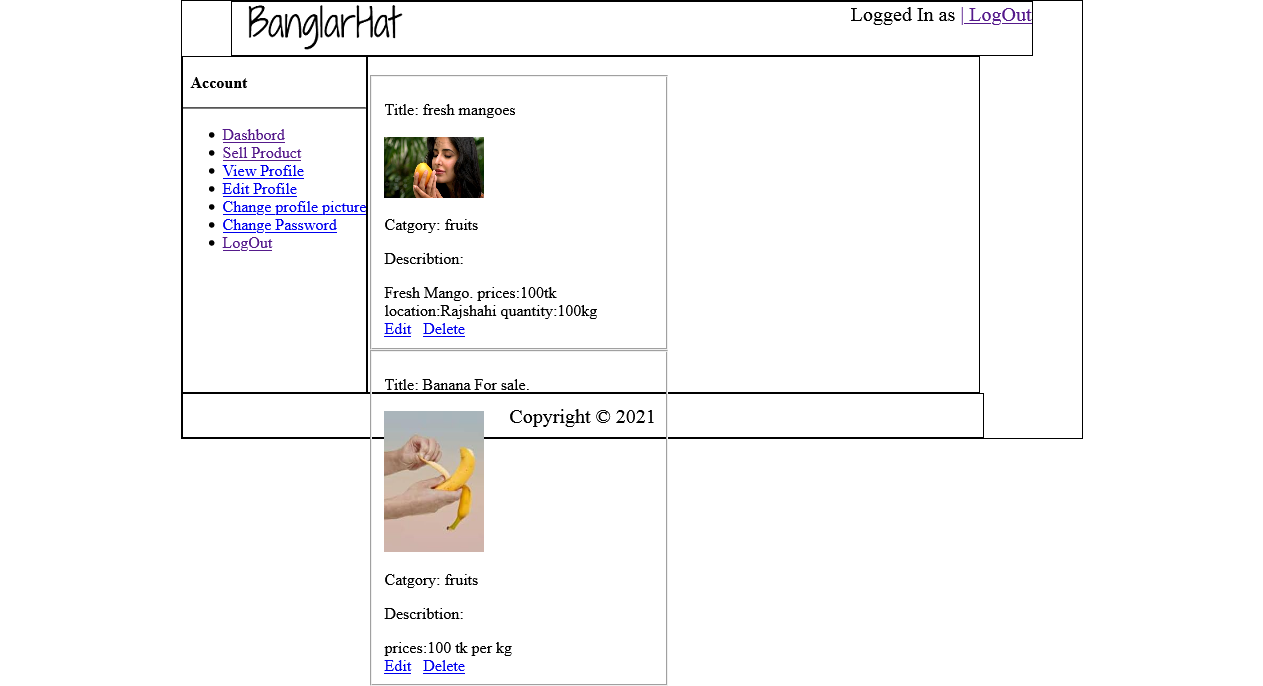 BanglarHat
Logged In as | LogOut
Account
Dashbord
Sell Product
View Profile
Edit Profile
Change profile picture
Change Password
LogOut
Title: fresh mangoes
Catgory: fruits
Describtion:
Fresh Mango. prices:100tk
location:Rajshahi quantity:100kg
Edit Delete
Title: Banana For sale.
Copyright © 2021
Catgory: fruits
Describtion:
prices:100 tk per kg
Edit Delete